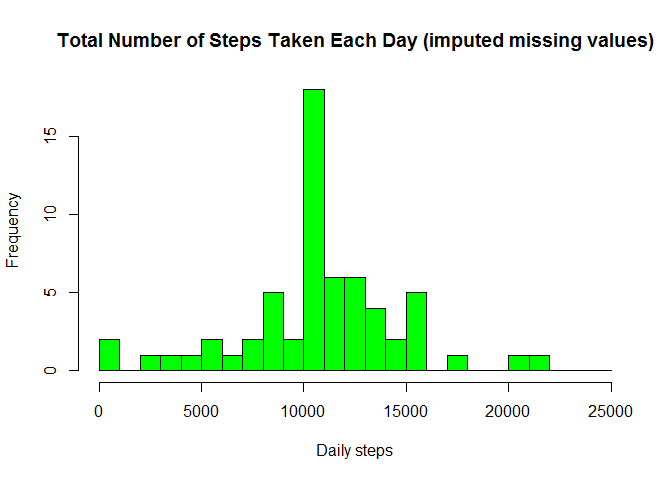 Total Number of Steps Taken Each Day (imputed missing values)
Frequency
15
10
5
0
0 5000 10000 15000 20000 25000
Daily steps